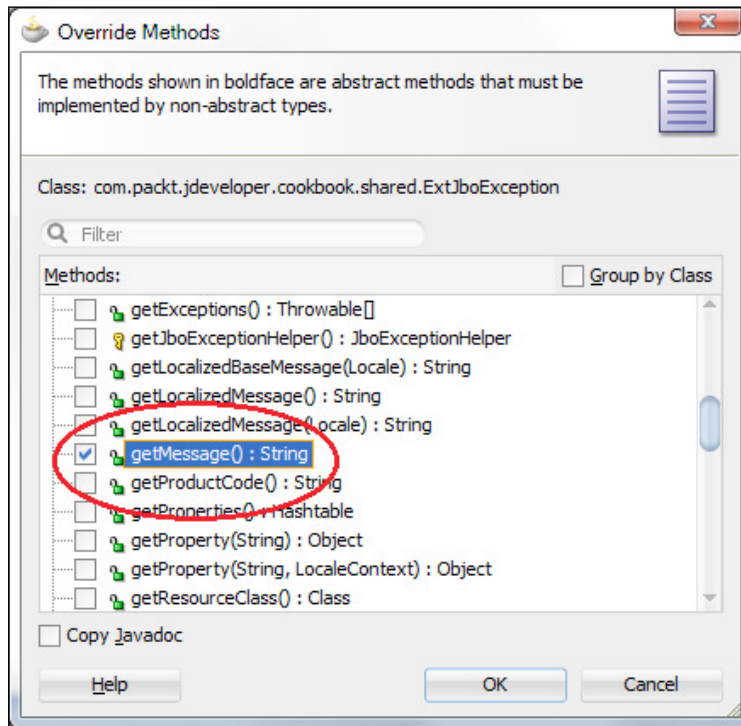 Override Methods
The methods shown in boldface are abstract methods that must be
implemented by non-abstract types.
Class: com.packt.jdeveloper.cookbook.shared.ExtJboException
Filter
Methods:
Group by Class
getExceptions() : Throwable[]
getJboExceptionHelper() : JboExceptionHelper
getLocalizedBaseMessage(Locale) : String
getLocalizedMessage() : String
getLocalizedMessage(Locale) : String
getMessage() : String
getProductCode() : String
getProperties() : Hashtable
getProperty(String) : Object
getProperty(String, LocaleContext) : Object
getResourceClass() : Class
Copy Javadoc
Help
OK
Cancel